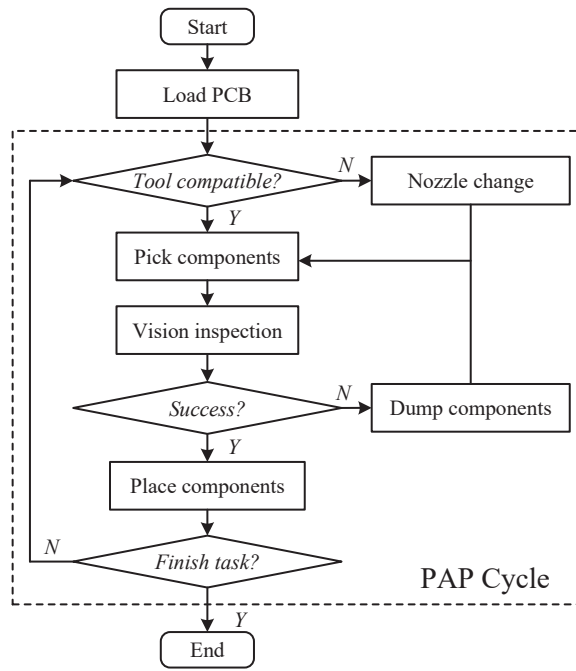 Start
Load PCB
Tool compatible?
N
Nozzle change
Y
Pick components
Vision inspection
Success?
N
Dump components
Y
Place components
Finish task?
N
PAP Cycle
Y
End